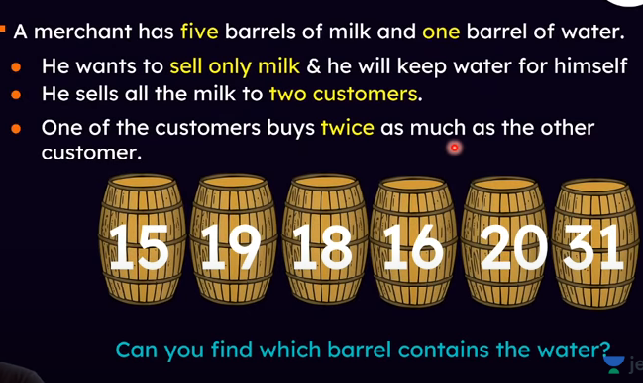 A merchant has five barrels of milk and one barrel of water.
He wants to sell only milk & he will keep water for himself
He sells all the milk to two customers.
One of the customers buys twice as much as the other
customer.
15 19 18 16 20 31
Can you find which barrel contains the water?
je